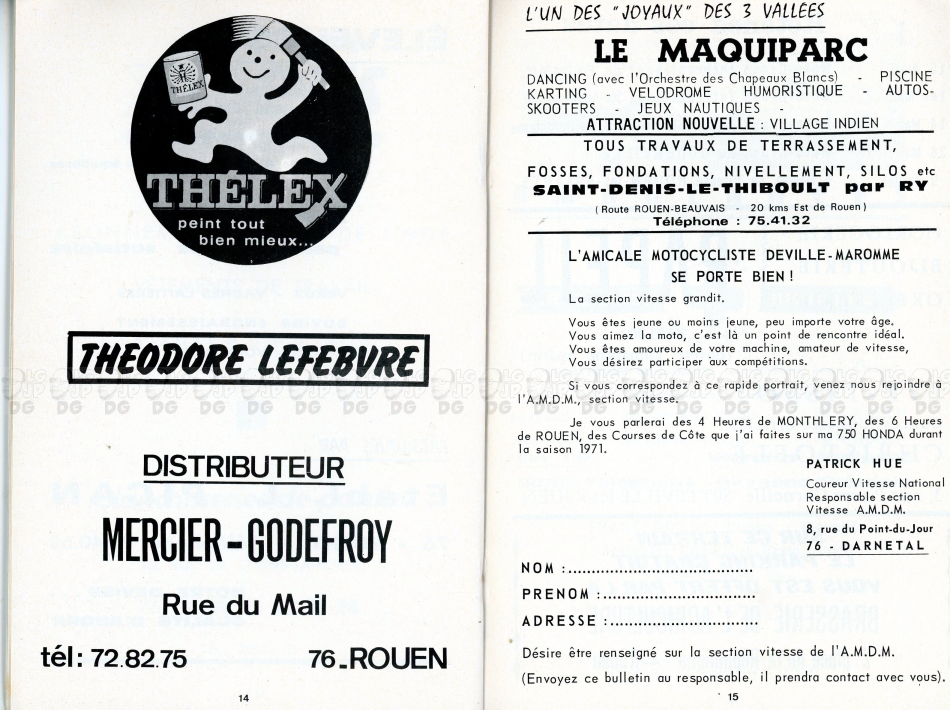 THÉLEX
THÉLEX
peint tout
bien mieux...
THEODORE LEFEBVRE
DISTRIBUTEUR
MERCIER-GODEFROY
Rue du Mail
tél: 72.82.75 76-ROUEN
14
L'UN DES "JOYAUX" DES 3 VALLÉES
LE MAQUIPARC
DANCING (avec l'Orchestre des Chapeaux Blancs) - PISCINE
KARTING - VELODROME HUMORISTIQUE - AUTOS-
SKOOTERS - JEUX NAUTIQUES -
ATTRACTION NOUVELLE : VILLAGE INDIEN
TOUS TRAVAUX DE TERRASSEMENT,
FOSSES, FONDATIONS, NIVELLEMENT, SILOS etc
SAINT-DENIS-LE-THIBOULT par RY
(Route ROUEN-BEAUVAIS - 20 kms Est de Rouen)
Téléphone : 75.41.32
L'AMICALE MOTOCYCLISTE DEVILLE-MAROMME
SE PORTE BIEN !
La section vitesse grandit.
Vous êtes jeune ou moins jeune, peu importe votre âge.
Vous aimez la moto, c'est là un point de rencontre idéal.
Vous êtes amoureux de votre machine, amateur de vitesse,
Vous désirez participer aux compétitions.
Si vous correspondez à ce rapide portrait, venez nous rejoindre à
l'A.M.D.M., section vitesse.
Je vous parlerai des 4 Heures de MONTHLERY, des 6 Heures
de ROUEN, des Courses de Côte que j'ai faites sur ma 750 HONDA durant
la saison 1971.
PATRICK HUE
Coureur Vitesse National
Responsable section
Vitesse A.M.D.M.
8, rue du Point-du-Jour
76 - DARNETAL
NOM :..............................
PRENOM :..........................
ADRESSE :.........................
Désire être renseigné sur la section vitesse de l'A.M.D.M.
(Envoyez ce bulletin au responsable, il prendra contact avec vous).
15